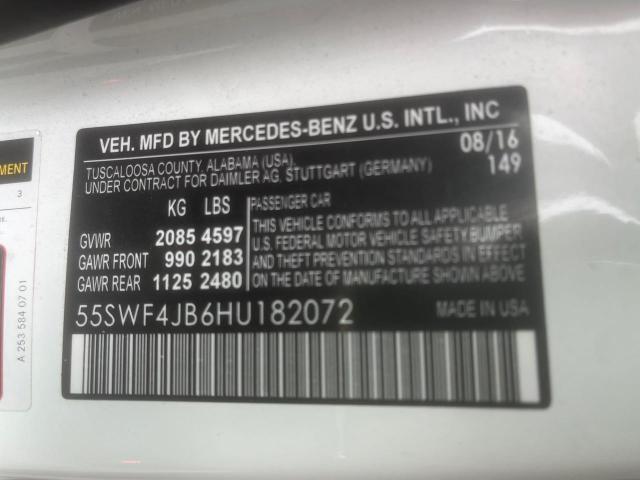 VEH. MFD BY MERCEDES-BENZ U.S. INTL., INC
TUSCALOOSA COUNTY, ALABAMA (USA), 08/16
UNDER CONTRACT FOR DAIMLER AG, STUTTGART (GERMANY) 149
KG LBS
GVWR 2085 4597
GAWR FRONT 990 2183
GAWR REAR 1125 2480
PASSENGER CAR
THIS VEHICLE CONFORMS TO ALL APPLICABLE
U.S. FEDERAL MOTOR VEHICLE SAFETY, BUMPER
AND THEFT PREVENTION STANDARDS IN EFFECT
ON THE DATE OF MANUFACTURE SHOWN ABOVE.
55SWF4JB6HU182072 MADE IN USA
MENT
3
A 253 584 07 01